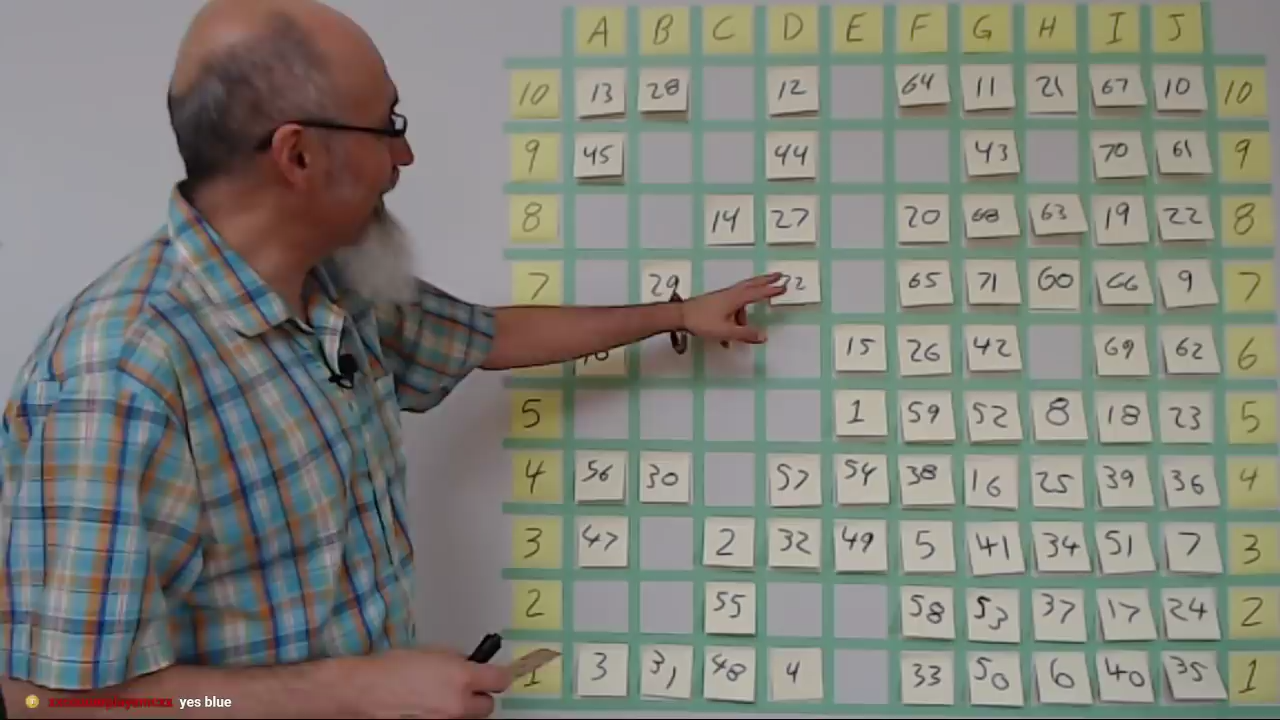 A B C D E F G H I J
10 13 28 12 64 11 21 67 10 10
9 45 44 43 70 61 9
8 14 27 20 68 63 19 22 8
7 29 65 71 60 66 9 7
15 26 42 69 62 6
5 1 59 52 8 18 23 5
4 56 30 57 54 38 16 25 39 36 4
3 47 2 32 49 5 41 34 51 7 3
2 55 58 53 37 17 24 2
1 3 31 48 4 33 50 6 40 35 1
yes blue